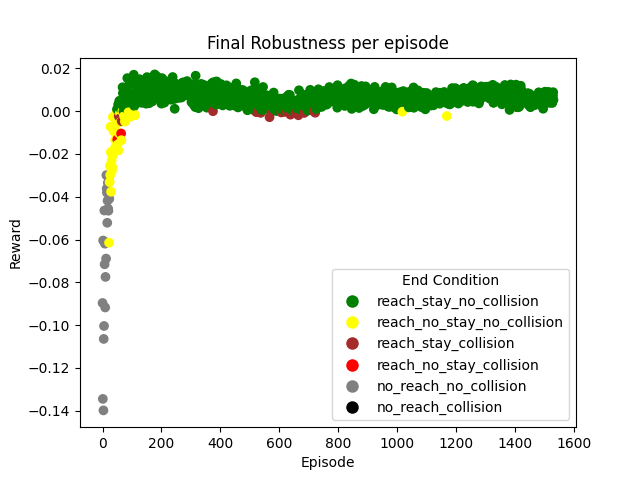 Final Robustness per episode
0.02
0.00
−0.02
−0.04
−0.06
−0.08
−0.10
−0.12
−0.14
Reward
End Condition
reach_stay_no_collision
reach_no_stay_no_collision
reach_stay_collision
reach_no_stay_collision
no_reach_no_collision
no_reach_collision
0 200 400 600 800 1000 1200 1400 1600
Episode